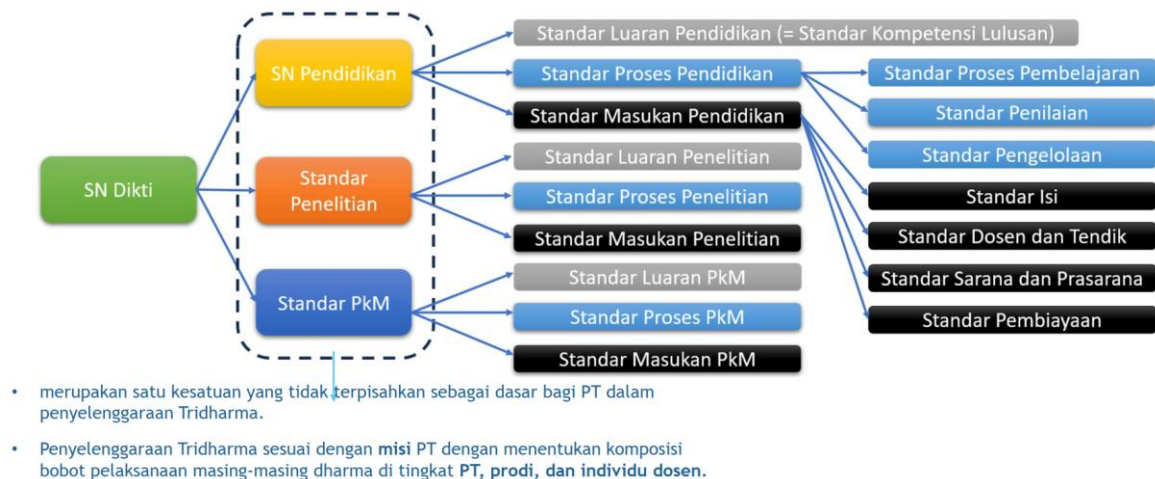 SN Dikti
SN Pendidikan
Standar
Penelitian
Standar PkM
Standar Luaran Pendidikan (= Standar Kompetensi Lulusan)
Standar Proses Pendidikan
Standar Masukan Pendidikan
Standar Luaran Penelitian
Standar Proses Penelitian
Standar Masukan Penelitian
Standar Luaran PkM
Standar Proses PkM
Standar Masukan PkM
Standar Proses Pembelajaran
Standar Penilaian
Standar Pengelolaan
Standar Isi
Standar Dosen dan Tendik
Standar Sarana dan Prasarana
Standar Pembiayaan
• merupakan satu kesatuan yang tidak terpisahkan sebagai dasar bagi PT dalam
penyelenggaraan Tridharma.
• Penyelenggaraan Tridharma sesuai dengan misi PT dengan menentukan komposisi
bobot pelaksanaan masing-masing dharma di tingkat PT, prodi, dan individu dosen.